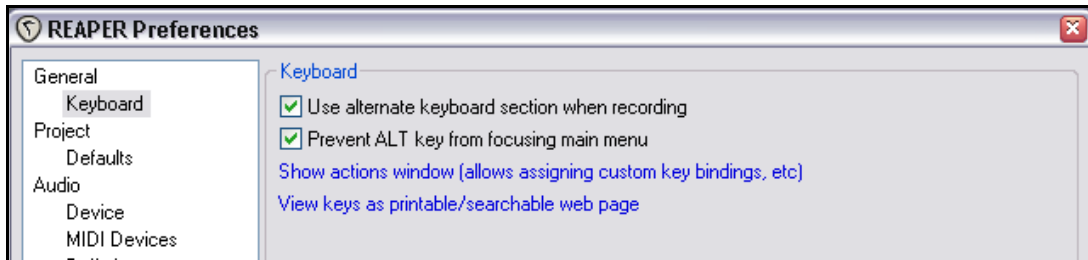 REAPER Preferences
General
Keyboard
Project
Defaults
Audio
Device
MIDI Devices
Keyboard
Use alternate keyboard section when recording
Prevent ALT key from focusing main menu
Show actions window (allows assigning custom key bindings, etc)
View keys as printable/searchable web page